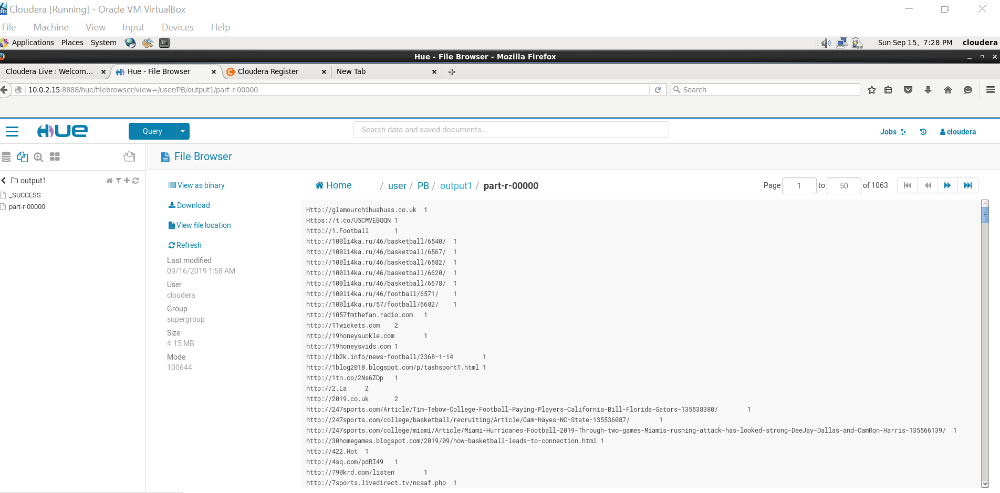 Cloudera [Running] - Oracle VM VirtualBox
File Machine View Input Devices Help
Applications Places System Sun Sep 15, 7:28 PM cloudera
Hue - File Browser - Mozilla Firefox
Cloudera Live : Welcom... Hue - File Browser Cloudera Register New Tab
10.0.2.15:8888/hue/filebrowser/view=/user/PB/output1/part-r-00000 Search
HUE Query Search data and saved documents... Jobs cloudera
File Browser
output1
_SUCCESS
part-r-00000
View as binary
Download
View file location
Refresh
Last modified
09/16/2019 1:58 AM
User
cloudera
Group
supergroup
Size
4.15 MB
Mode
100644
Home / user / PB / output1 / part-r-00000 Page 1 to 50 of 1063
Http://glamourchihuahuas.co.uk 1
Https://t.co/U5CMVEBQQN 1
http://1.Football 1
http://100li4ka.ru/46/basketball/6540/ 1
http://100li4ka.ru/46/basketball/6567/ 1
http://100li4ka.ru/46/basketball/6582/ 1
http://100li4ka.ru/46/basketball/6620/ 1
http://100li4ka.ru/46/basketball/6678/ 1
http://100li4ka.ru/46/football/6571/ 1
http://100li4ka.ru/57/football/6682/ 1
http://1057fmthefan.radio.com 1
http://11wickets.com 2
http://19honeysuckle.com 1
http://19honeysvids.com 1
http://1b2k.info/news-football/2368-1-14 1
http://1blog2018.blogspot.com/p/tashsport1.html 1
http://1tn.co/2Ns6ZDp 1
http://2.La 2
http://2019.co.uk 2
http://247sports.com/Article/Tim-Tebow-College-Football-Paying-Players-California-Bill-Florida-Gators-135538380/ 1
http://247sports.com/college/basketball/recruiting/Article/Cam-Hayes-NC-State-135536087/ 1
http://247sports.com/college/miami/Article/Miami-Hurricanes-Football-2019-Through-two-games-Miamis-rushing-attack-has-looked-strong-DeeJay-Dallas-and-CamRon-Harris-135566139/ 1
http://30homegames.blogspot.com/2019/09/how-basketball-leads-to-connection.html 1
http://422.Hot 1
http://4sq.com/pdRI49 1
http://790krd.com/listen 1
http://7sports.livedirect.tv/ncaaf.php 1